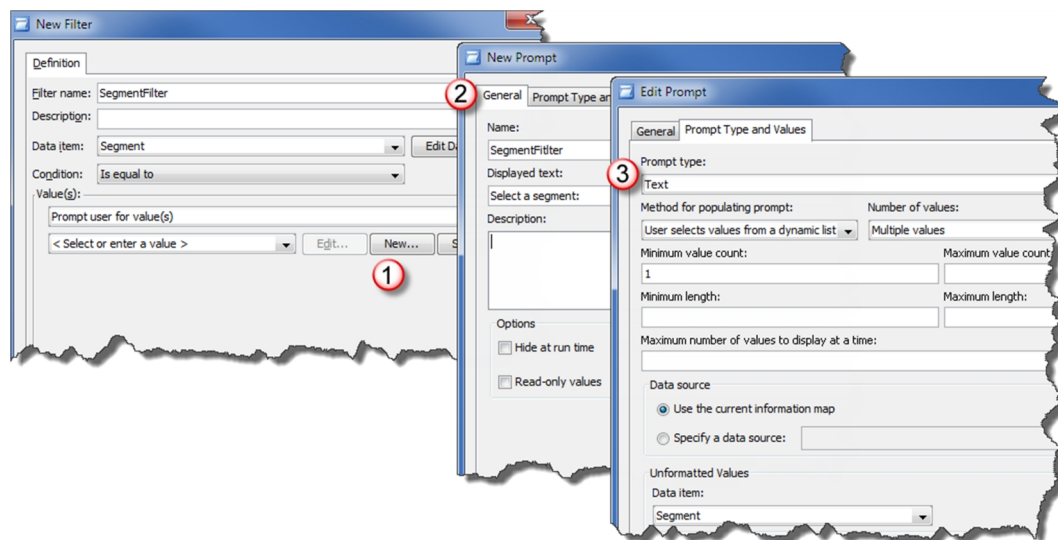 New Filter
Definition
Filter name: SegmentFilter
Description:
Data item: Segment Edit
Condition: Is equal to
Value(s):
Prompt user for value(s)
< Select or enter a value > Edit... New...
1
New Prompt
2 General Prompt Type
Name:
SegmentFitlter
Displayed text:
Select a segment:
Description:
Options
Hide at run time
Read-only values
Edit Prompt
General Prompt Type and Values
3 Prompt type:
Text
Method for populating prompt: Number of values:
User selects values from a dynamic list Multiple values
Minimum value count: Maximum value count
1
Minimum length: Maximum length:
Maximum number of values to display at a time:
Data source
Use the current information map
Specify a data source:
Unformatted Values
Data item:
Segment